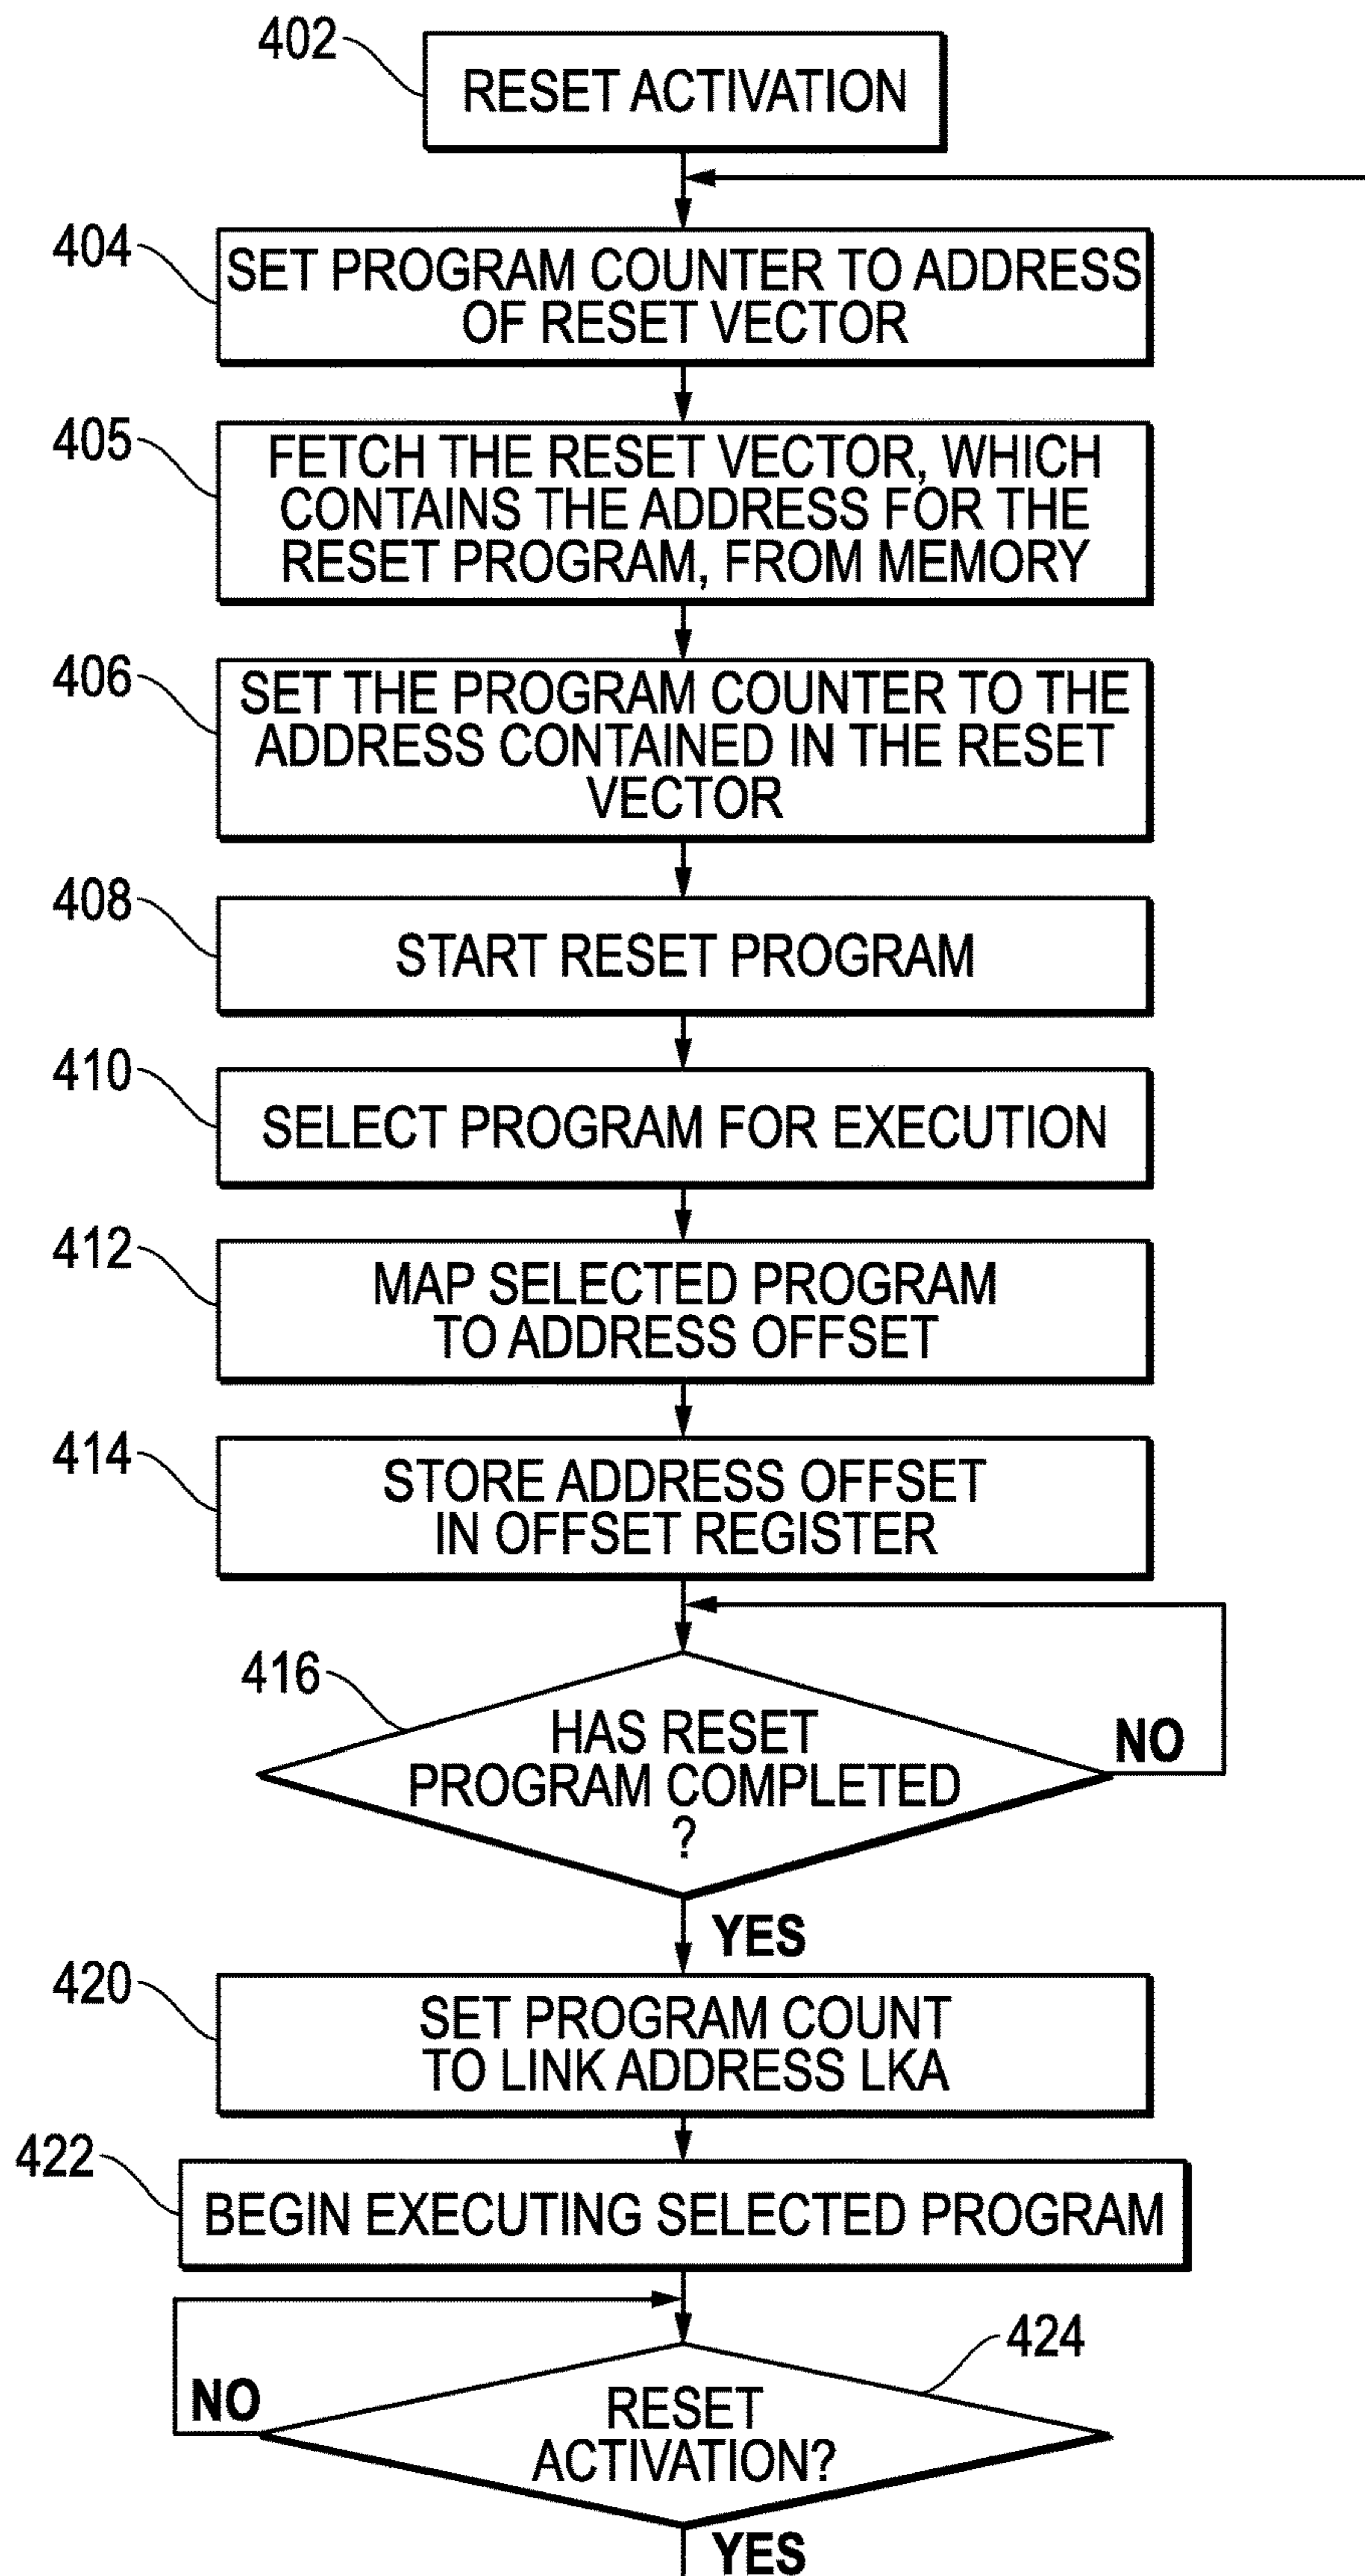 402
RESET ACTIVATION
404
SET PROGRAM COUNTER TO ADDRESS
OF RESET VECTOR
405
FETCH THE RESET VECTOR, WHICH
CONTAINS THE ADDRESS FOR THE
RESET PROGRAM, FROM MEMORY
406
SET THE PROGRAM COUNTER TO THE
ADDRESS CONTAINED IN THE RESET
VECTOR
408
START RESET PROGRAM
410
SELECT PROGRAM FOR EXECUTION
412
MAP SELECTED PROGRAM
TO ADDRESS OFFSET
414
STORE ADDRESS OFFSET
IN OFFSET REGISTER
416
HAS RESET
PROGRAM COMPLETED
?
NO
YES
420
SET PROGRAM COUNT
TO LINK ADDRESS LKA
422
BEGIN EXECUTING SELECTED PROGRAM
424
NO
RESET
ACTIVATION?
YES